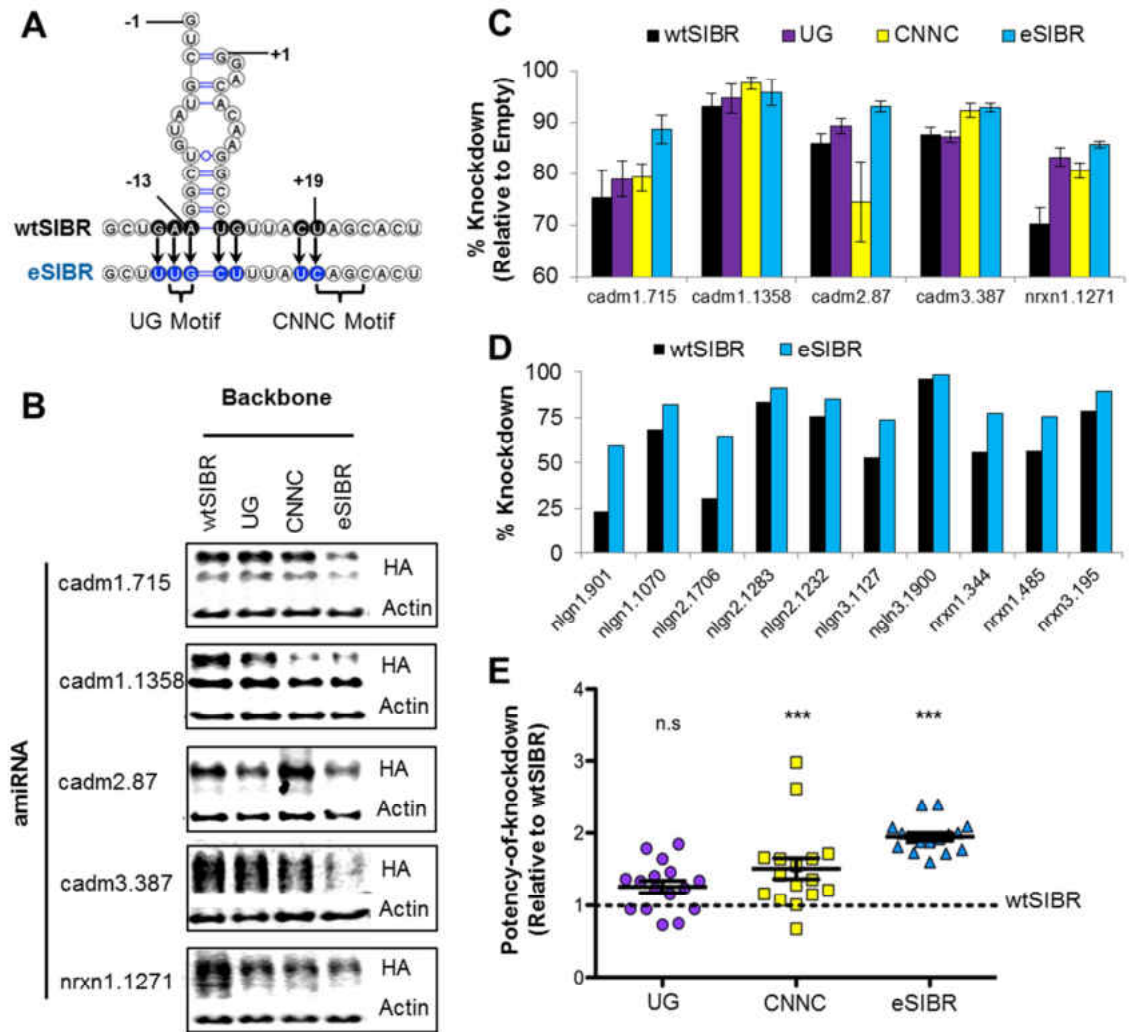 A
-1
+1
-13
+19
wtSIBR GCUGAA UGUUACUAGCACU
eSIBR GCUUUG CUUUAUCAGCACU
UG Motif CNNC Motif
B
Backbone
wtSIBR UG CNNC eSIBR
amiRNA
cadm1.715
HA
Actin
cadm1.1358
HA
Actin
cadm2.87
HA
Actin
cadm3.387
HA
Actin
nrxn1.1271
HA
Actin
C
wtSIBR UG CNNC eSIBR
% Knockdown
(Relative to Empty)
100
90
80
70
60
cadm1.715 cadm1.1358 cadm2.87 cadm3.387 nrxn1.1271
D
wtSIBR eSIBR
% Knockdown
100
75
50
25
0
nlgn1.901 nlgn1.1070 nlgn2.1706 nlgn2.1283 nlgn2.1232 nlgn3.1127 ngln3.1900 nrxn1.344 nrxn1.485 nrxn3.195
E
Potency-of-knockdown
(Relative to wtSIBR)
4
3
2
1
0
n.s *** ***
wtSIBR
UG CNNC eSIBR